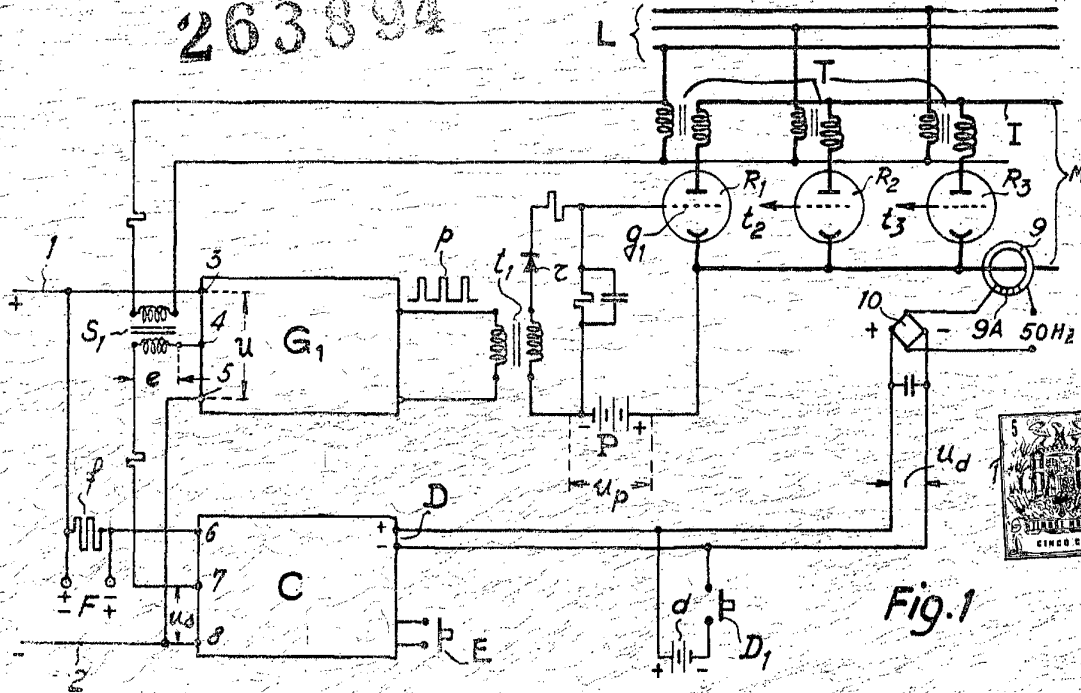 263894
L
T
I
M
R1
R2
R3
g1
t2
t3
9
10
9A
+
-
50Hz
1
+
3
4
5
S1
e
u
G1
p
t1
τ
-
P
+
up
ud
f
6
7
8
+
-
F
-
+
us
C
D
+
-
E
d
+
-
D1
-
2
Fig.1
5